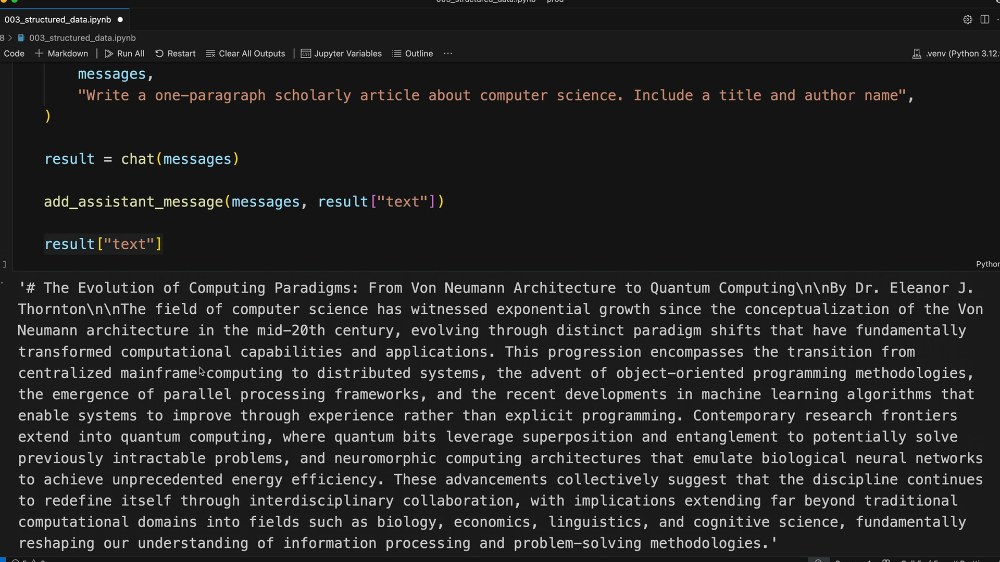 003_structured_data.ipynb
8 > 003_structured_data.ipynb
Code + Markdown | Run All Restart Clear All Outputs | Jupyter Variables Outline ... .venv (Python 3.12.
messages,
"Write a one-paragraph scholarly article about computer science. Include a title and author name",
)
result = chat(messages)
add_assistant_message(messages, result["text"])
result["text"]
]
Python
'# The Evolution of Computing Paradigms: From Von Neumann Architecture to Quantum Computing\n\nBy Dr. Eleanor J.
Thornton\n\nThe field of computer science has witnessed exponential growth since the conceptualization of the Von
Neumann architecture in the mid-20th century, evolving through distinct paradigm shifts that have fundamentally
transformed computational capabilities and applications. This progression encompasses the transition from
centralized mainframe computing to distributed systems, the advent of object-oriented programming methodologies,
the emergence of parallel processing frameworks, and the recent developments in machine learning algorithms that
enable systems to improve through experience rather than explicit programming. Contemporary research frontiers
extend into quantum computing, where quantum bits leverage superposition and entanglement to potentially solve
previously intractable problems, and neuromorphic computing architectures that emulate biological neural networks
to achieve unprecedented energy efficiency. These advancements collectively suggest that the discipline continues
to redefine itself through interdisciplinary collaboration, with implications extending far beyond traditional
computational domains into fields such as biology, economics, linguistics, and cognitive science, fundamentally
reshaping our understanding of information processing and problem-solving methodologies.'